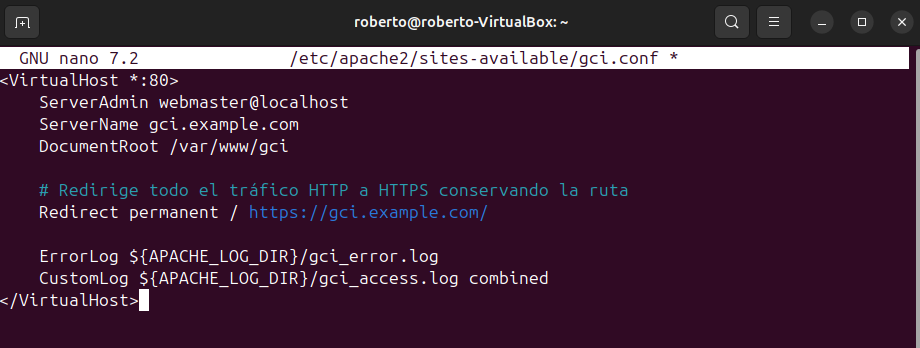 roberto@roberto-VirtualBox: ~
GNU nano 7.2 /etc/apache2/sites-available/gci.conf *
<VirtualHost *:80>
    ServerAdmin webmaster@localhost
    ServerName gci.example.com
    DocumentRoot /var/www/gci

    # Redirige todo el tráfico HTTP a HTTPS conservando la ruta
    Redirect permanent / https://gci.example.com/

    ErrorLog ${APACHE_LOG_DIR}/gci_error.log
    CustomLog ${APACHE_LOG_DIR}/gci_access.log combined
</VirtualHost>